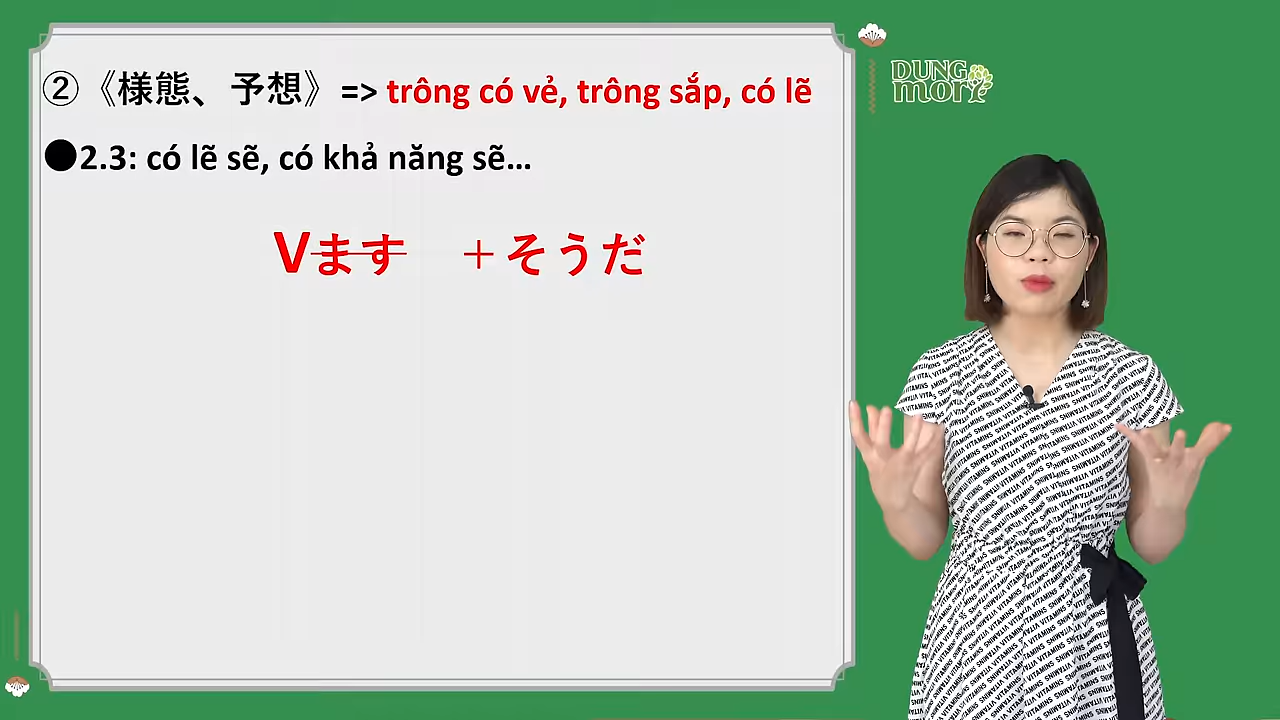 ②《様態、予想》=> trông có vẻ, trông sắp, có lẽ
●2.3: có lẽ sẽ, có khả năng sẽ...
Vます ＋そうだ
DUNG
mori
VITAMINS